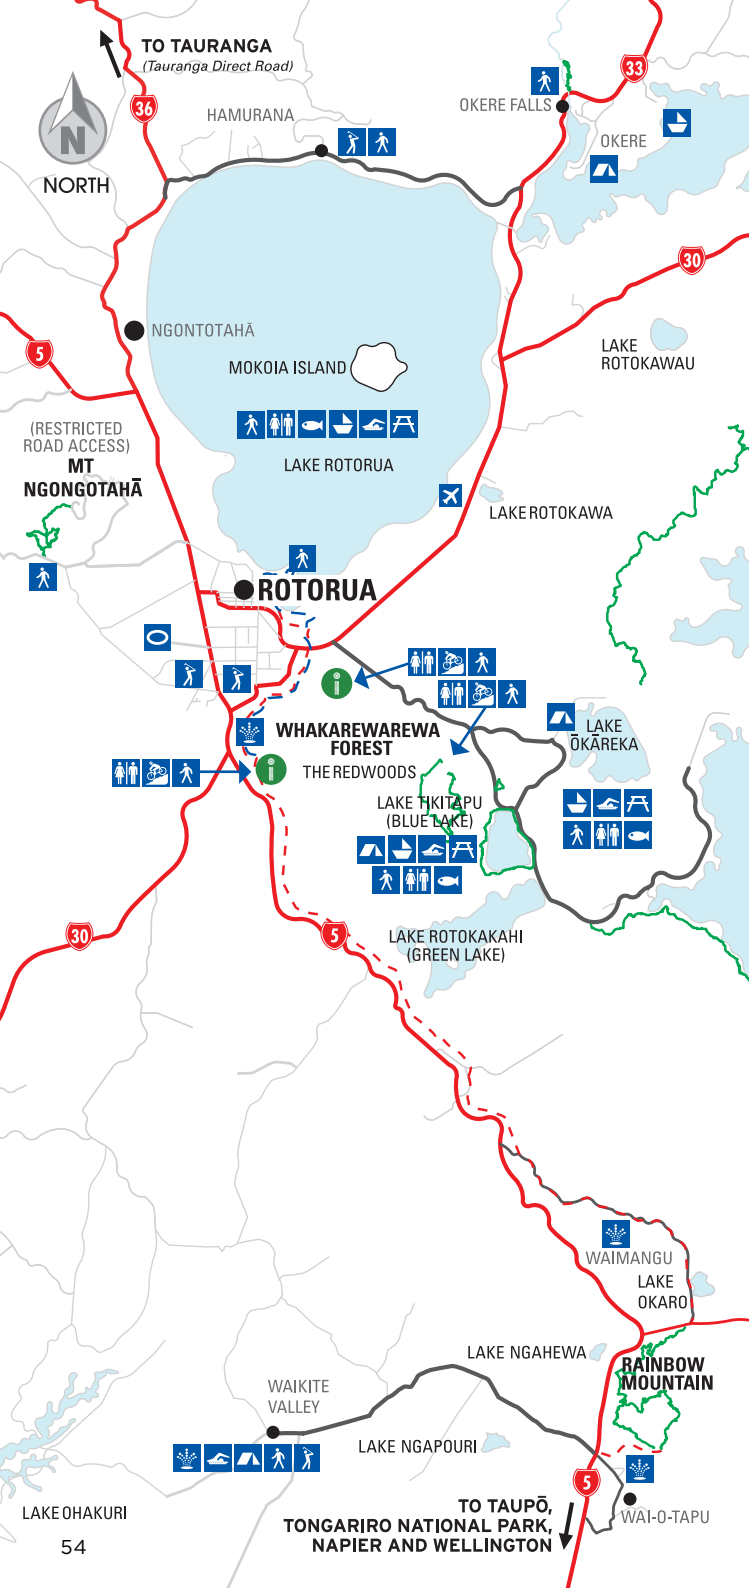 TO TAURANGA
(Tauranga Direct Road)
33
36
HAMURANA
OKERE FALLS
OKERE
N
NORTH
30
NGONTOTAHĀ
5
LAKE
ROTOKAWAU
MOKOIA ISLAND
(RESTRICTED
ROAD ACCESS)
MT
NGONGOTAHĀ
LAKE ROTORUA
LAKE ROTOKAWA
ROTORUA
i
WHAKAREWAREWA
FOREST
THE REDWOODS
i
LAKE
ŌKĀREKA
LAKE TIKITAPU
(BLUE LAKE)
30
5
LAKE ROTOKAKAHI
(GREEN LAKE)
WAIMANGU
LAKE
OKARO
LAKE NGAHEWA
RAINBOW
MOUNTAIN
WAIKITE
VALLEY
LAKE NGAPOURI
5
LAKE OHAKURI
TO TAUPŌ,
TONGARIRO NATIONAL PARK,
NAPIER AND WELLINGTON
WAI-O-TAPU
54